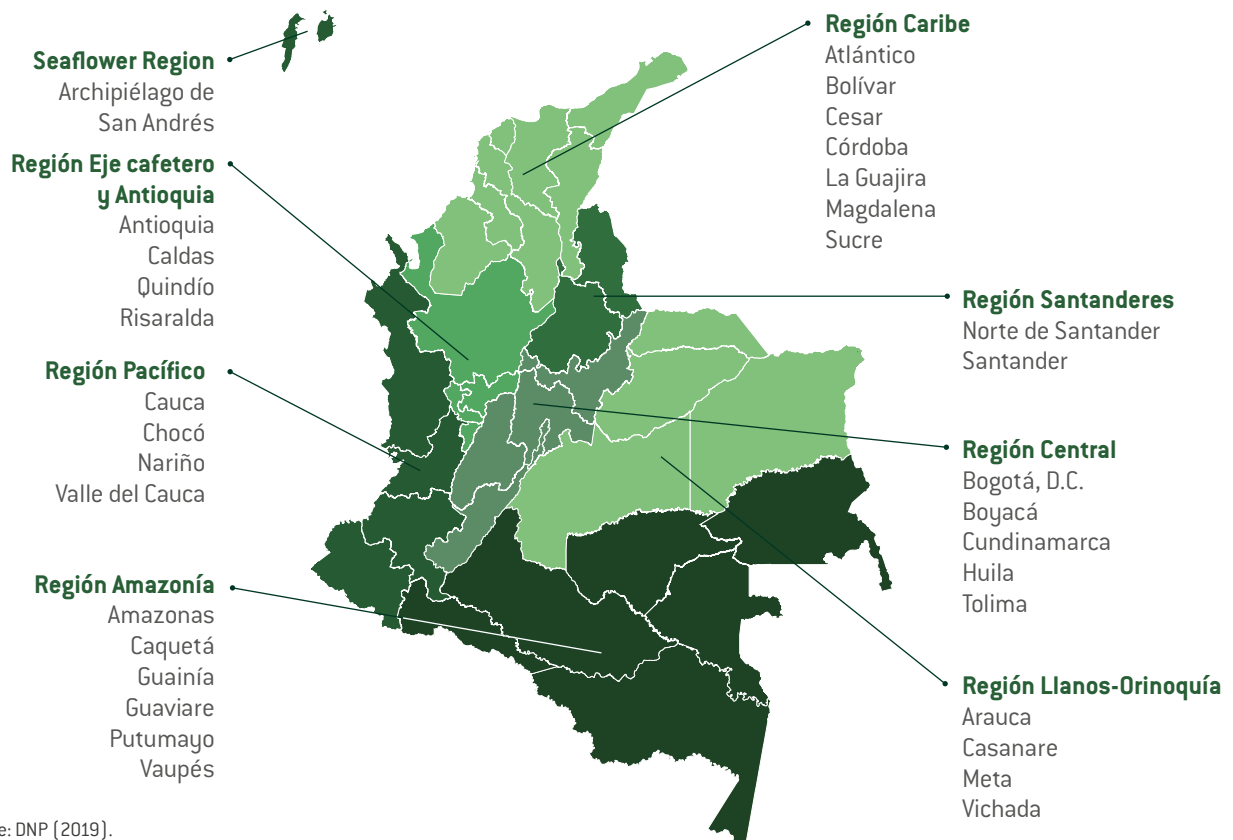 Seaflower Region
Archipiélago de
San Andrés
Región Eje cafetero
y Antioquia
Antioquia
Caldas
Quindío
Risaralda
Región Pacífico
Cauca
Chocó
Nariño
Valle del Cauca
Región Amazonía
Amazonas
Caquetá
Guainía
Guaviare
Putumayo
Vaupés
Región Caribe
Atlántico
Bolívar
Cesar
Córdoba
La Guajira
Magdalena
Sucre
Región Santanderes
Norte de Santander
Santander
Región Central
Bogotá, D.C.
Boyacá
Cundinamarca
Huila
Tolima
Región Llanos-Orinoquía
Arauca
Casanare
Meta
Vichada
e: DNP (2019).